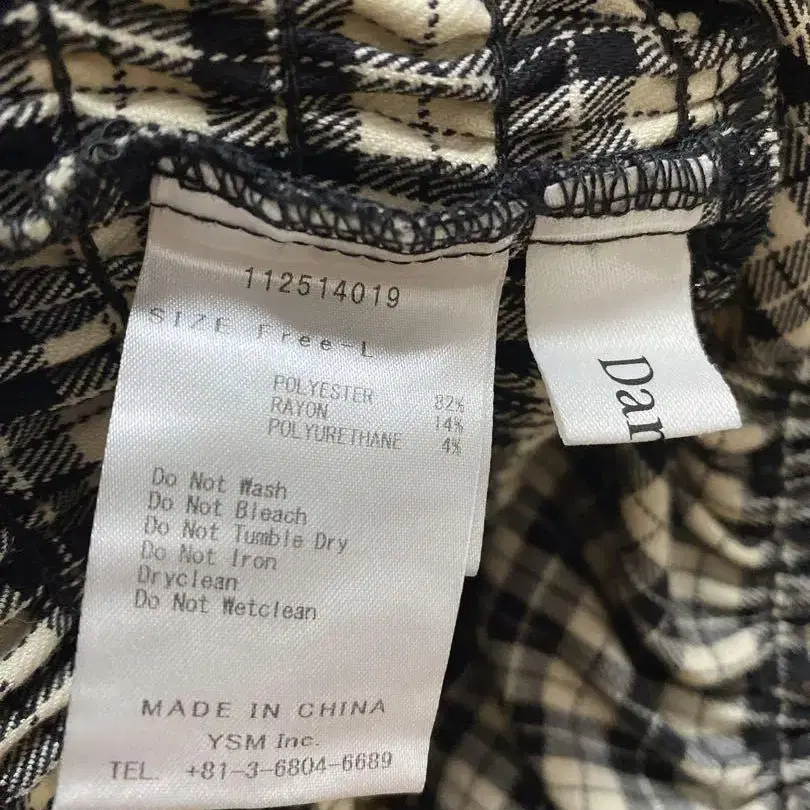 112514019
SIZE Free-L
POLYESTER 82%
RAYON 14%
POLYURETHANE 4%
Do Not Wash
Do Not Bleach
Do Not Tumble Dry
Do Not Iron
Dryclean
Do Not Wetclean
MADE IN CHINA
YSM Inc.
TEL. +81-3-6804-6689
Dar